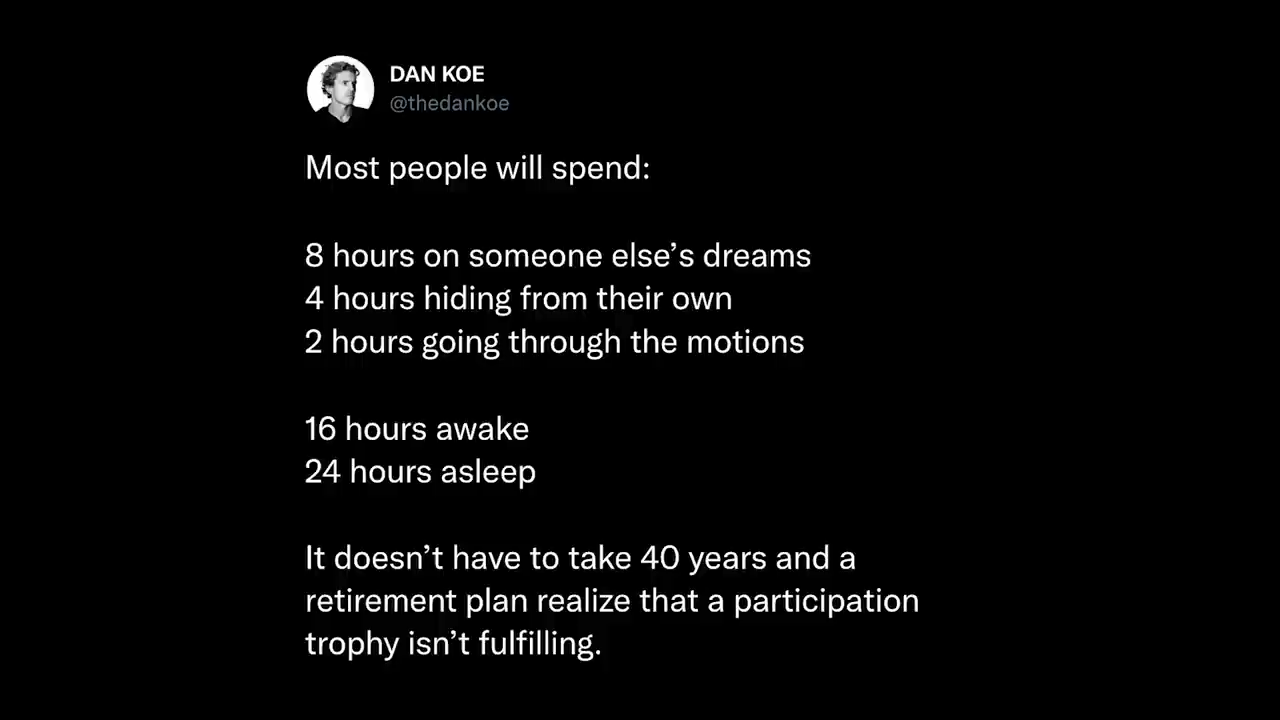 DAN KOE
@thedankoe
Most people will spend:
8 hours on someone else’s dreams
4 hours hiding from their own
2 hours going through the motions
16 hours awake
24 hours asleep
It doesn’t have to take 40 years and a
retirement plan realize that a participation
trophy isn’t fulfilling.